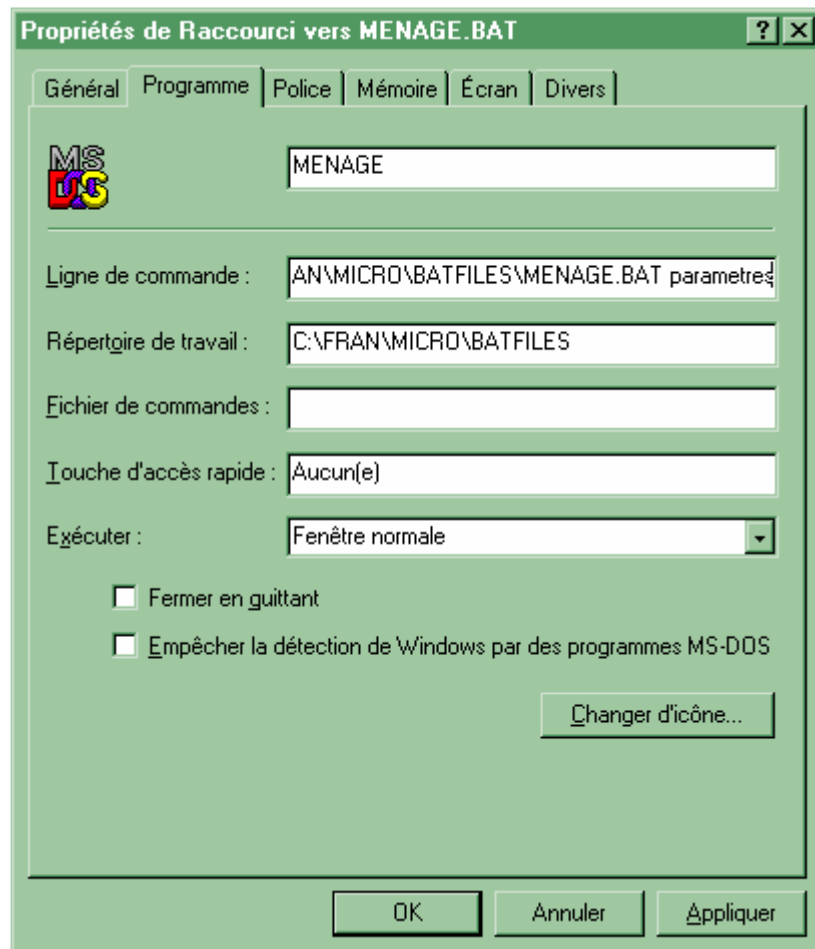 Propriétés de Raccourci vers MENAGE.BAT
Général Programme Police Mémoire Écran Divers
MS DOS
MENAGE
Ligne de commande : AN\MICRO\BATFILES\MENAGE.BAT parametres
Répertoire de travail : C:\FRAN\MICRO\BATFILES
Fichier de commandes :
Touche d'accès rapide : Aucun(e)
Exécuter : Fenêtre normale
Fermer en quittant
Empêcher la détection de Windows par des programmes MS-DOS
Changer d'icône...
OK Annuler Appliquer